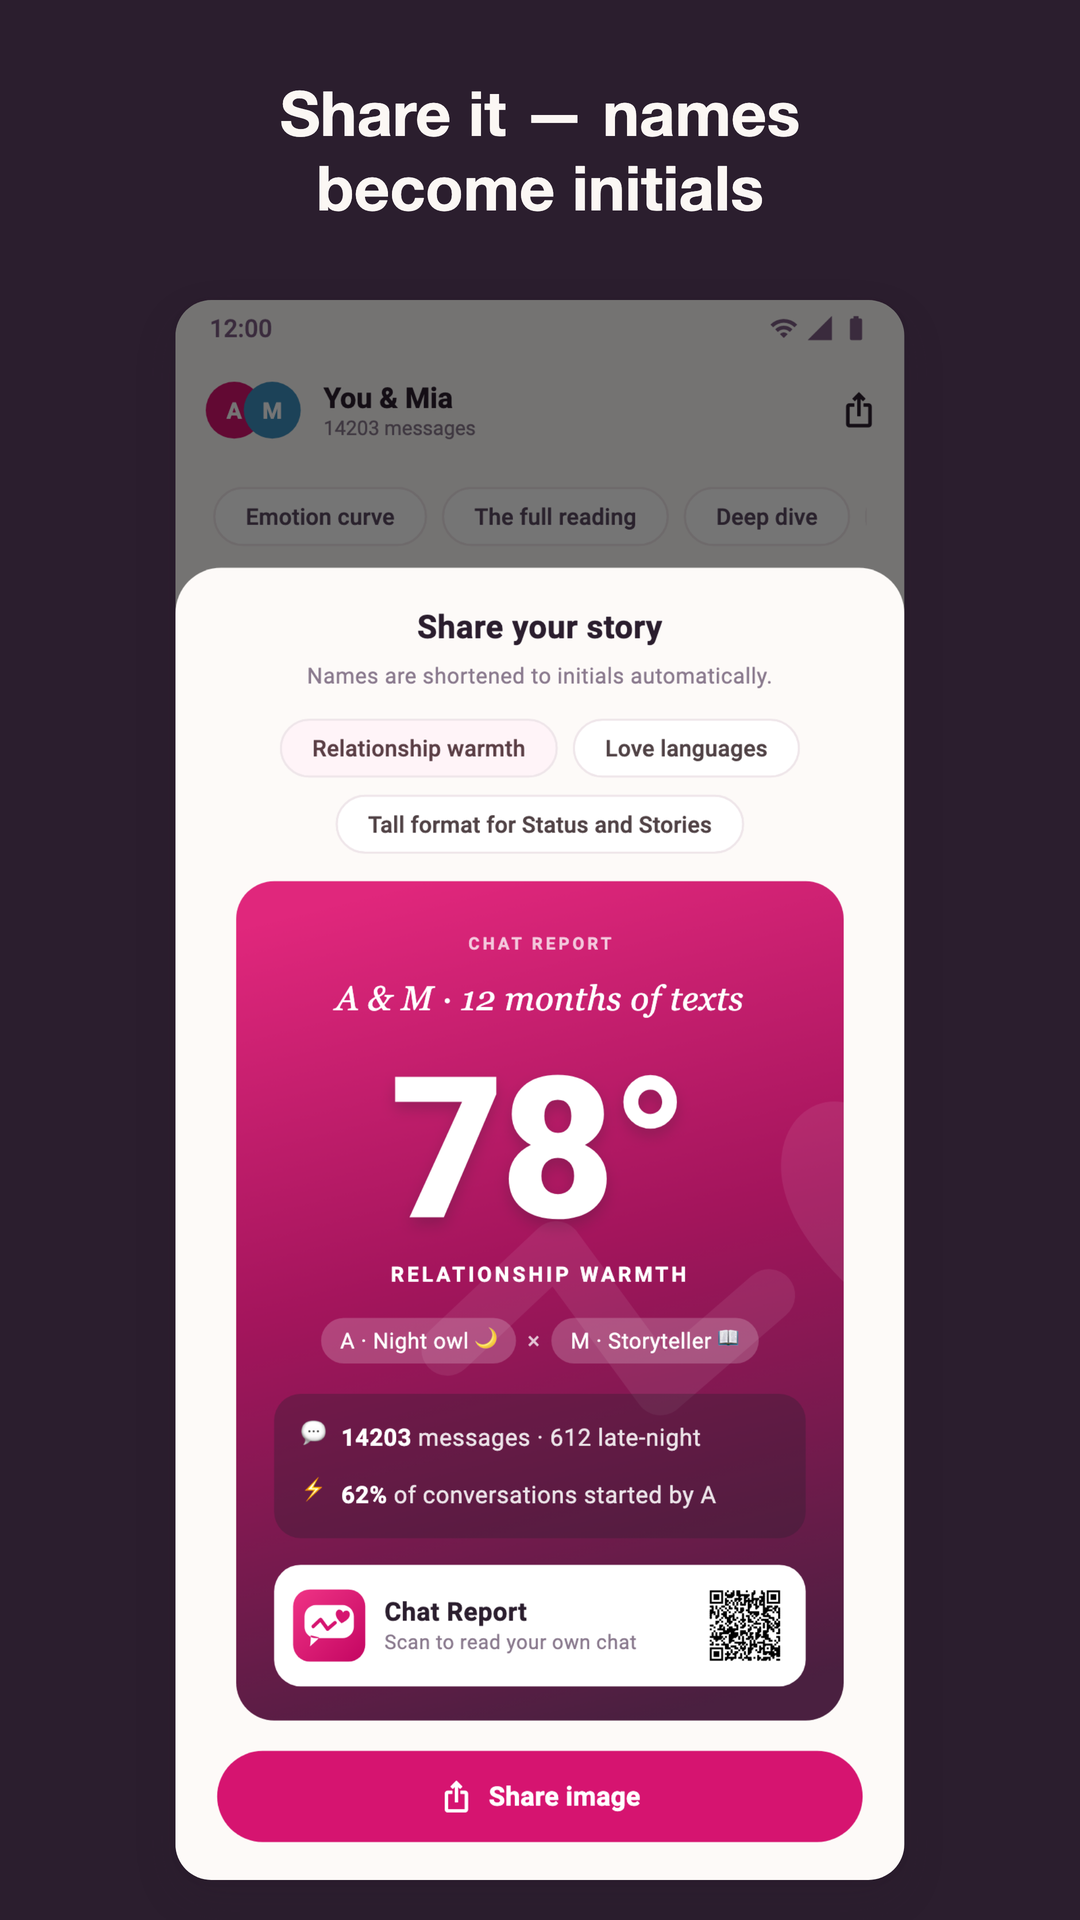 Share it — names
become initials
12:00
A M You & Mia
14203 messages
Emotion curve The full reading Deep dive
Share your story
Names are shortened to initials automatically.
Relationship warmth Love languages
Tall format for Status and Stories
CHAT REPORT
A & M · 12 months of texts
78°
RELATIONSHIP WARMTH
A · Night owl 🌙 × M · Storyteller 📖
💬 14203 messages · 612 late-night
⚡ 62% of conversations started by A
Chat Report
Scan to read your own chat
Share image